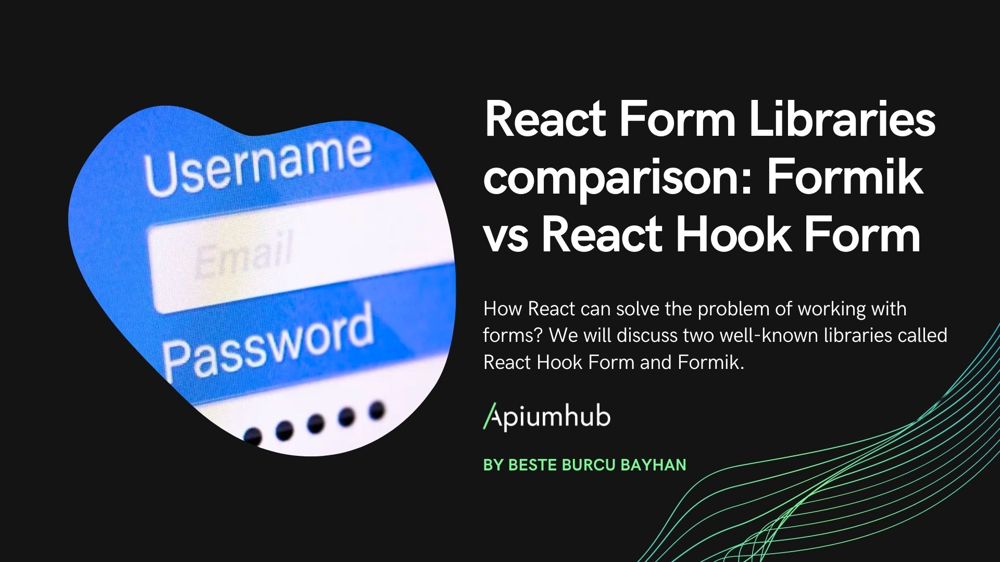 Username
Email
Password
React Form Libraries
comparison: Formik
vs React Hook Form
How React can solve the problem of working with
forms? We will discuss two well-known libraries called
React Hook Form and Formik.
Apiumhub
BY BESTE BURCU BAYHAN